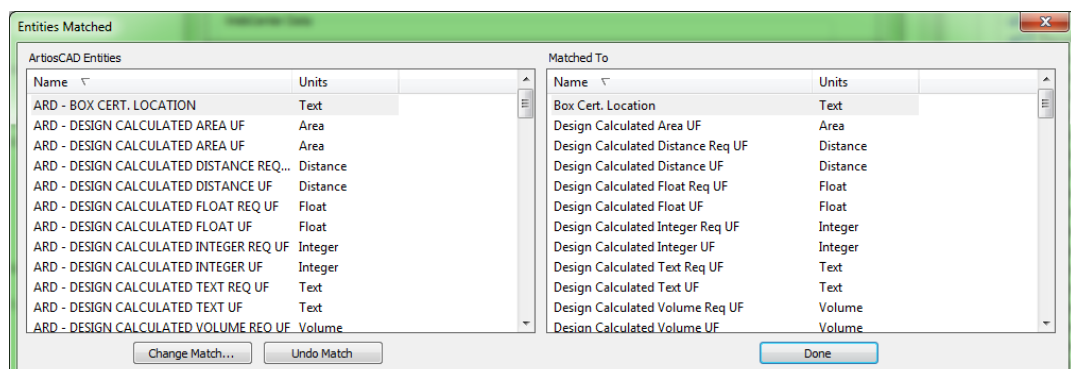 Entities Matched
ArtiosCAD Entities
Matched To
Name Units
Name Units
ARD - BOX CERT. LOCATION Text
Box Cert. Location Text
ARD - DESIGN CALCULATED AREA UF Area
Design Calculated Area UF Area
ARD - DESIGN CALCULATED AREA UF Area
Design Calculated Distance Req UF Distance
ARD - DESIGN CALCULATED DISTANCE REQ... Distance
Design Calculated Distance UF Distance
ARD - DESIGN CALCULATED DISTANCE UF Distance
Design Calculated Float Req UF Float
ARD - DESIGN CALCULATED FLOAT REQ UF Float
Design Calculated Float UF Float
ARD - DESIGN CALCULATED FLOAT UF Float
Design Calculated Integer Req UF Integer
ARD - DESIGN CALCULATED INTEGER REQ UF Integer
Design Calculated Integer UF Integer
ARD - DESIGN CALCULATED INTEGER UF Integer
Design Calculated Text Req UF Text
ARD - DESIGN CALCULATED TEXT REQ UF Text
Design Calculated Text UF Text
ARD - DESIGN CALCULATED TEXT UF Text
Design Calculated Volume Req UF Volume
ARD - DESIGN CALCULATED VOLUME REQ UF Volume
Design Calculated Volume UF Volume
Change Match... Undo Match Done